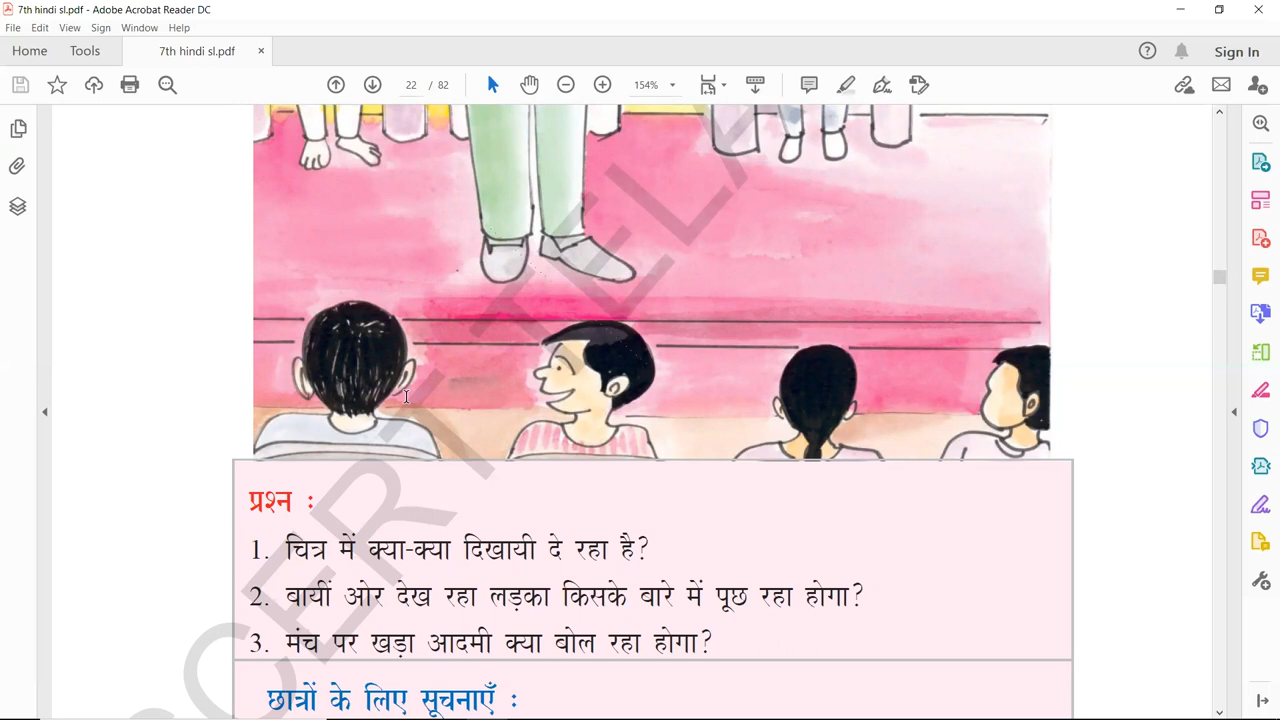 7th hindi sl.pdf - Adobe Acrobat Reader DC
File Edit View Sign Window Help
Home Tools 7th hindi sl.pdf × Sign In
22 / 82 154%
SCERT TELA
प्रश्न :
1. चित्र में क्या-क्या दिखायी दे रहा है?
2. बायीं ओर देख रहा लड़का किसके बारे में पूछ रहा होगा?
3. मंच पर खड़ा आदमी क्या बोल रहा होगा?
छात्रों के लिए सूचनाएँ :